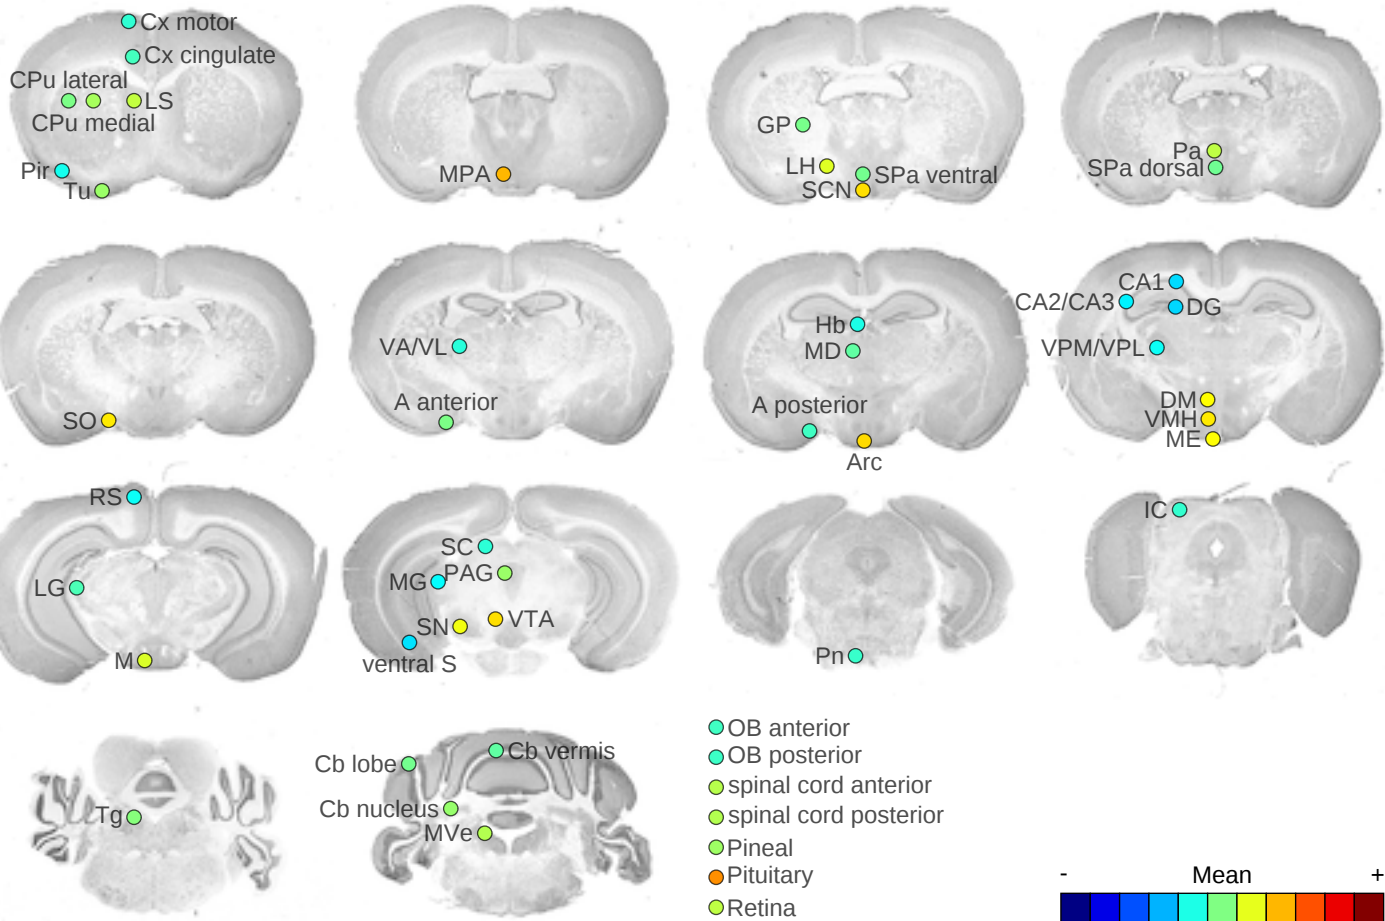 Cx motor
Cx cingulate
CPu lateral
LS
CPu medial
Pir
Tu
MPA
GP
LH
SPa ventral
SCN
Pa
SPa dorsal
SO
VA/VL
A anterior
Hb
MD
A posterior
Arc
CA1
CA2/CA3
DG
VPM/VPL
DM
VMH
ME
RS
LG
M
SC
MG
PAG
SN
VTA
ventral S
Pn
IC
Tg
Cb lobe
Cb vermis
Cb nucleus
MVe
OB anterior
OB posterior
spinal cord anterior
spinal cord posterior
Pineal
Pituitary
Retina
- Mean +